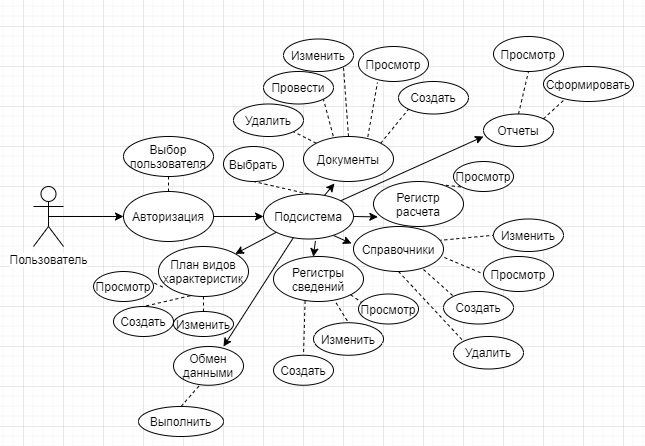 Изменить
Просмотр
Просмотр
Провести
Сформировать
Создать
Удалить
Отчеты
Выбор
пользователя
Выбрать
Документы
Просмотр
Регистр
расчета
Авторизация
Подсистема
Изменить
Справочники
Пользователь
План видов
характеристик
Регистры
сведений
Просмотр
Просмотр
Создать
Просмотр
Создать
Изменить
Изменить
Удалить
Обмен
данными
Создать
Выполнить